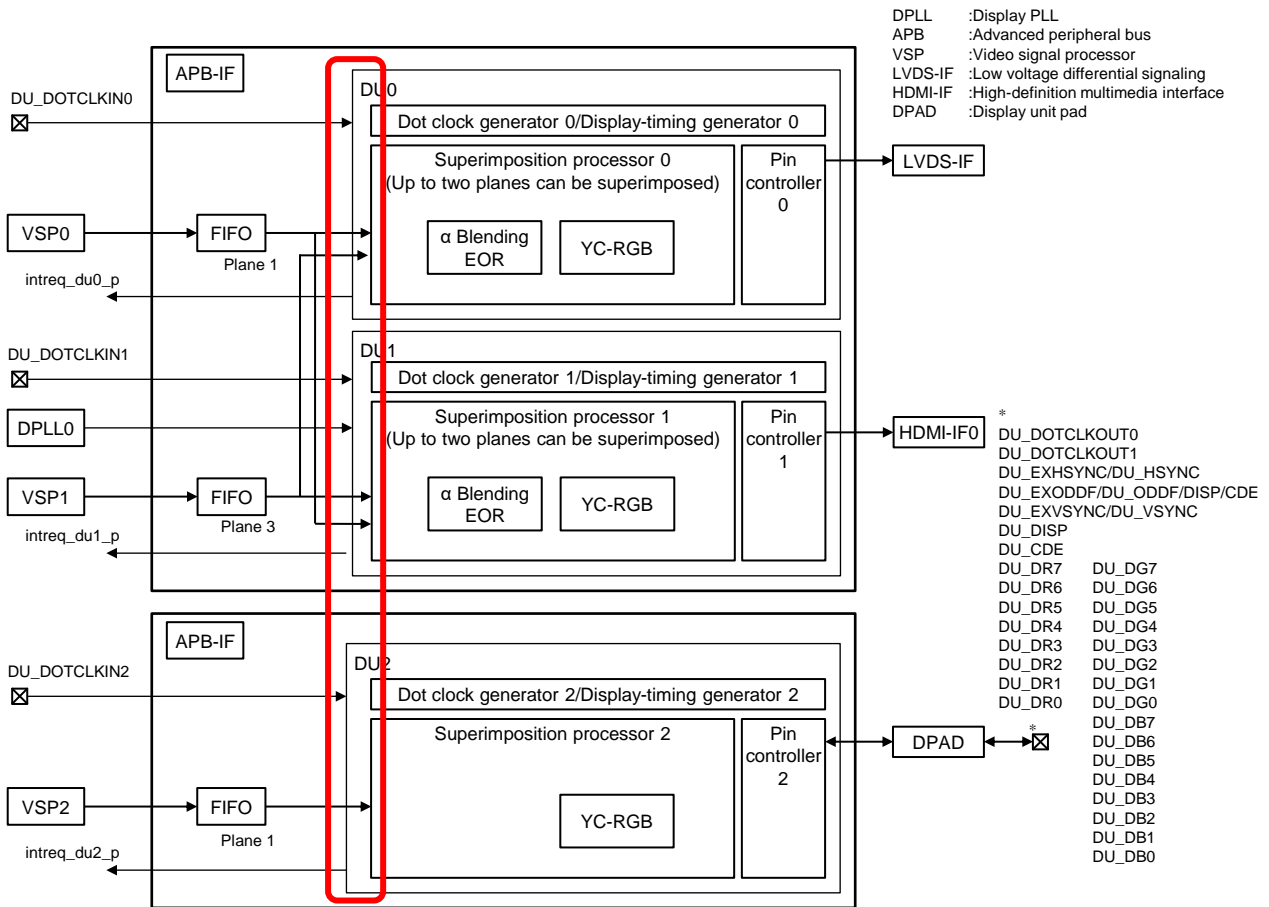 DPLL :Display PLL
APB :Advanced peripheral bus
VSP :Video signal processor
LVDS-IF :Low voltage differential signaling
HDMI-IF :High-definition multimedia interface
DPAD :Display unit pad
APB-IF
DU0
DU_DOTCLKIN0
Dot clock generator 0/Display-timing generator 0
Superimposition processor 0
(Up to two planes can be superimposed)
Pin
controller
0
LVDS-IF
VSP0
FIFO
Plane 1
α Blending
EOR
YC-RGB
intreq_du0_p
DU1
DU_DOTCLKIN1
Dot clock generator 1/Display-timing generator 1
DPLL0
Superimposition processor 1
(Up to two planes can be superimposed)
Pin
controller
1
HDMI-IF0
VSP1
FIFO
Plane 3
α Blending
EOR
YC-RGB
intreq_du1_p
*
DU_DOTCLKOUT0
DU_DOTCLKOUT1
DU_EXHSYNC/DU_HSYNC
DU_EXODDF/DU_ODDF/DISP/CDE
DU_EXVSYNC/DU_VSYNC
DU_DISP
DU_CDE
DU_DR7 DU_DG7
DU_DR6 DU_DG6
DU_DR5 DU_DG5
DU_DR4 DU_DG4
DU_DR3 DU_DG3
DU_DR2 DU_DG2
DU_DR1 DU_DG1
DU_DR0 DU_DG0
DU_DB7
DU_DB6
DU_DB5
DU_DB4
DU_DB3
DU_DB2
DU_DB1
DU_DB0
APB-IF
DU2
DU_DOTCLKIN2
Dot clock generator 2/Display-timing generator 2
Superimposition processor 2
Pin
controller
2
DPAD
*
VSP2
FIFO
Plane 1
YC-RGB
intreq_du2_p